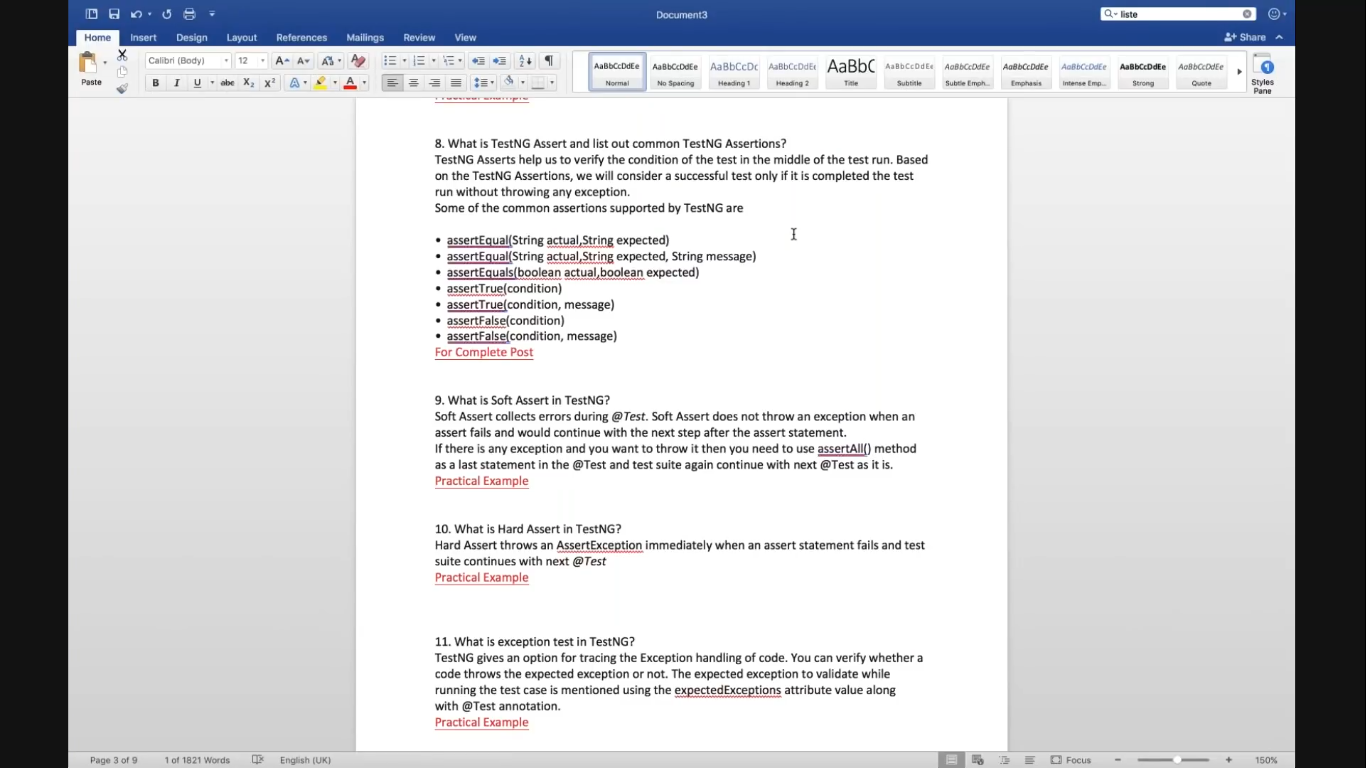 Document3
liste
Home Insert Design Layout References Mailings Review View
Share
Paste
Calibri (Body) 12
AaBbCcDdEe AaBbCcDdEe AaBbCcDc AaBbCcDdEe AaBbC AaBbCcDdEe AaBbCcDdEe AaBbCcDdEe AaBbCcDdEe AaBbCcDdEe AaBbCcDdEe
Normal No Spacing Heading 1 Heading 2 Title Subtitle Subtle Emph... Emphasis Intense Emp... Strong Quote
Styles
Pane
Practical Example
8. What is TestNG Assert and list out common TestNG Assertions?
TestNG Asserts help us to verify the condition of the test in the middle of the test run. Based
on the TestNG Assertions, we will consider a successful test only if it is completed the test
run without throwing any exception.
Some of the common assertions supported by TestNG are
• assertEqual(String actual,String expected)
• assertEqual(String actual,String expected, String message)
• assertEquals(boolean actual,boolean expected)
• assertTrue(condition)
• assertTrue(condition, message)
• assertFalse(condition)
• assertFalse(condition, message)
For Complete Post
9. What is Soft Assert in TestNG?
Soft Assert collects errors during @Test. Soft Assert does not throw an exception when an
assert fails and would continue with the next step after the assert statement.
If there is any exception and you want to throw it then you need to use assertAll() method
as a last statement in the @Test and test suite again continue with next @Test as it is.
Practical Example
10. What is Hard Assert in TestNG?
Hard Assert throws an AssertException immediately when an assert statement fails and test
suite continues with next @Test
Practical Example
11. What is exception test in TestNG?
TestNG gives an option for tracing the Exception handling of code. You can verify whether a
code throws the expected exception or not. The expected exception to validate while
running the test case is mentioned using the expectedExceptions attribute value along
with @Test annotation.
Practical Example
Page 3 of 9 1 of 1821 Words English (UK) Focus 150%